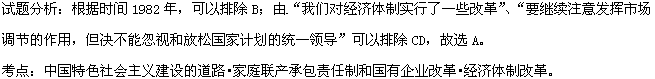 试题分析：根据时间 1982 年，可以排除 B；由“我们对经济体制实行了一些改革”、“要继续注意发挥市场
调节的作用，但决不能忽视和放松国家计划的统一领导”可以排除 CD，故选 A。
考点：中国特色社会主义建设的道路·家庭联产承包责任制和国有企业改革·经济体制改革。